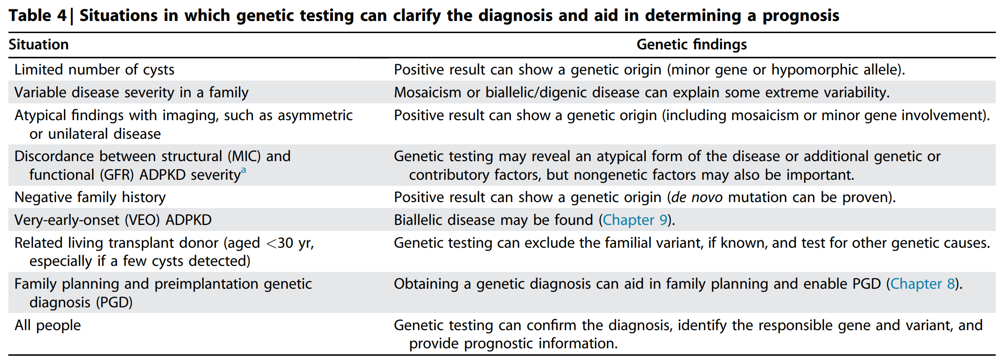 Table 4 | Situations in which genetic testing can clarify the diagnosis and aid in determining a prognosis
Situation Genetic findings
Limited number of cysts Positive result can show a genetic origin (minor gene or hypomorphic allele).
Variable disease severity in a family Mosaicism or biallelic/digenic disease can explain some extreme variability.
Atypical findings with imaging, such as asymmetric Positive result can show a genetic origin (including mosaicism or minor gene involvement).
or unilateral disease
Discordance between structural (MIC) and Genetic testing may reveal an atypical form of the disease or additional genetic or
functional (GFR) ADPKD severityᵃ contributory factors, but nongenetic factors may also be important.
Negative family history Positive result can show a genetic origin (de novo mutation can be proven).
Very-early-onset (VEO) ADPKD Biallelic disease may be found (Chapter 9).
Related living transplant donor (aged <30 yr, Genetic testing can exclude the familial variant, if known, and test for other genetic causes.
especially if a few cysts detected)
Family planning and preimplantation genetic Obtaining a genetic diagnosis can aid in family planning and enable PGD (Chapter 8).
diagnosis (PGD)
All people Genetic testing can confirm the diagnosis, identify the responsible gene and variant, and
provide prognostic information.